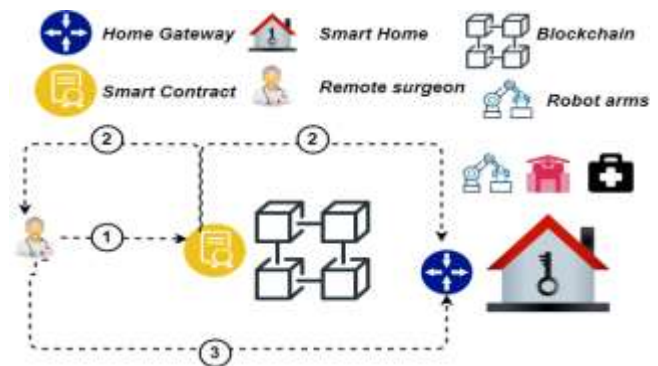 Home Gateway Smart Home Blockchain
Smart Contract Remote surgeon Robot arms
2 2
1
3